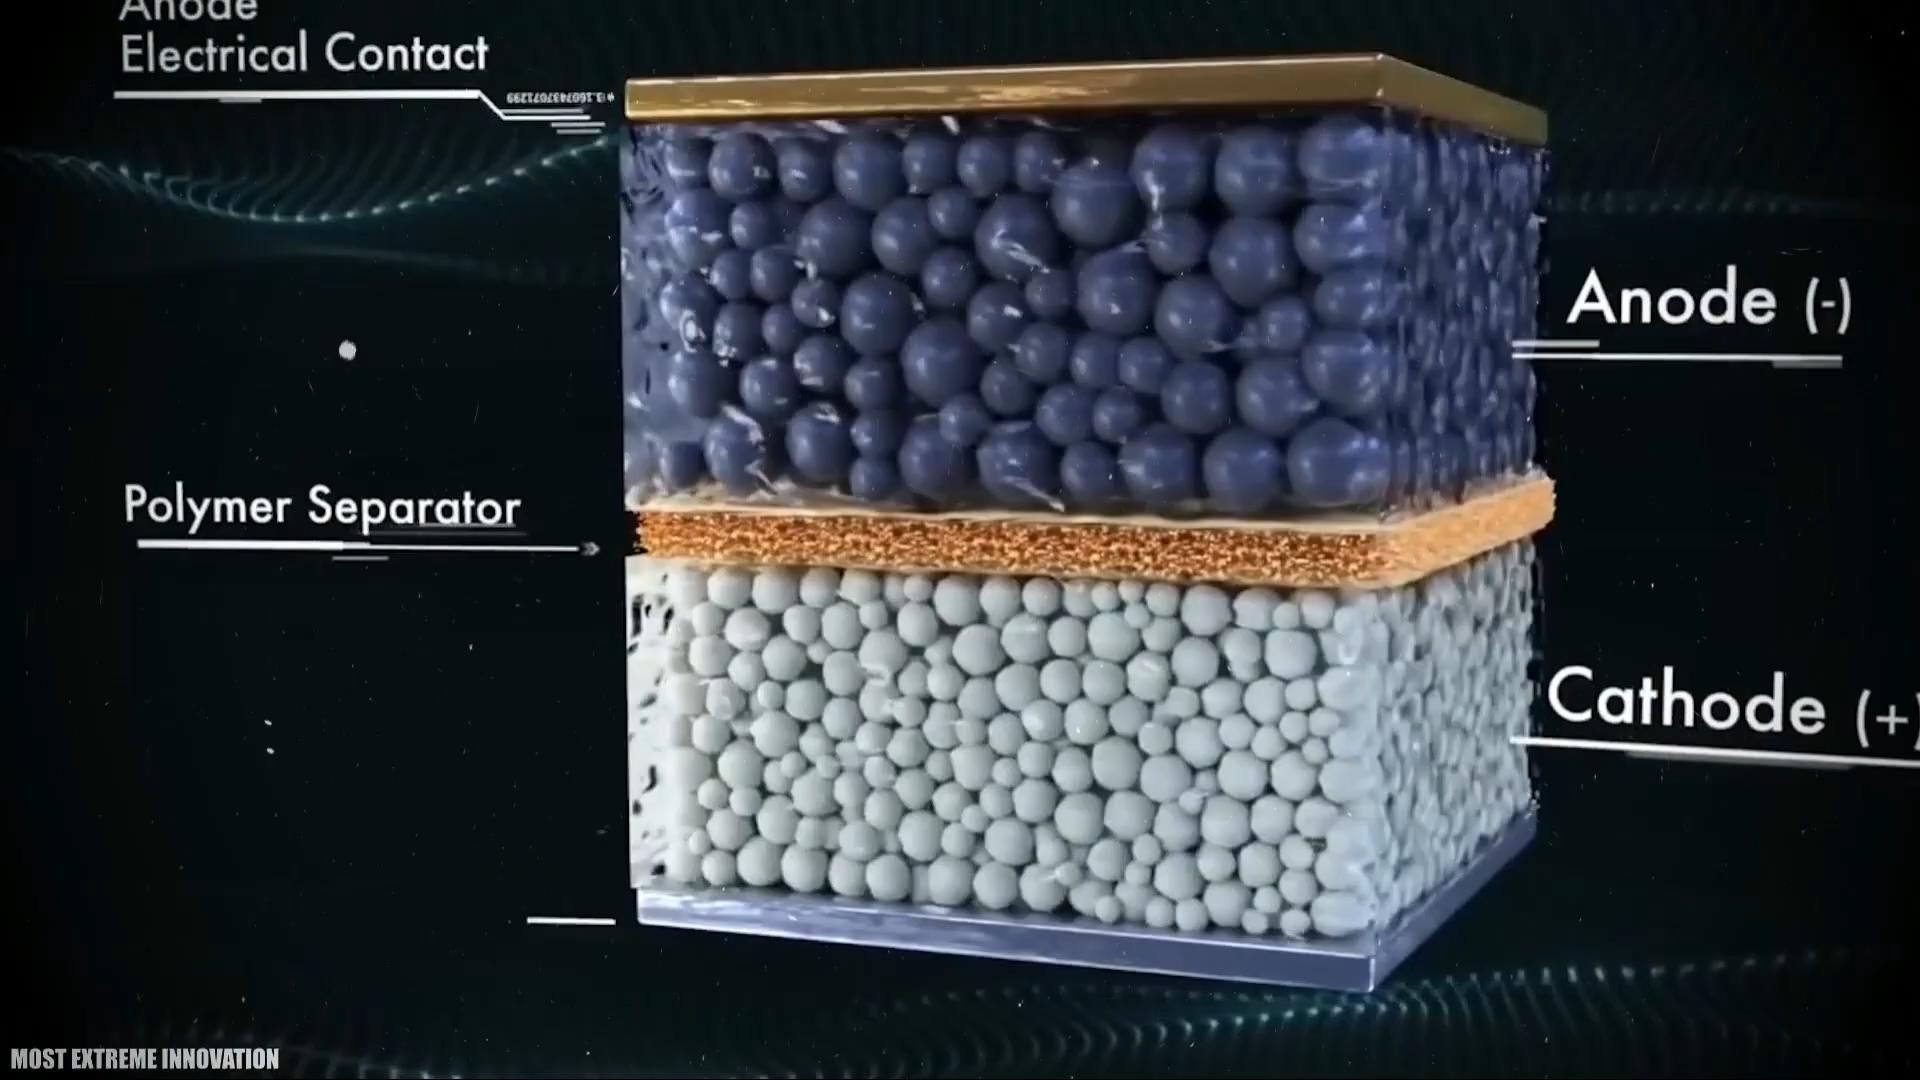 Anode
Electrical Contact
Anode (-)
Polymer Separator
Cathode (+)
MOST EXTREME INNOVATION